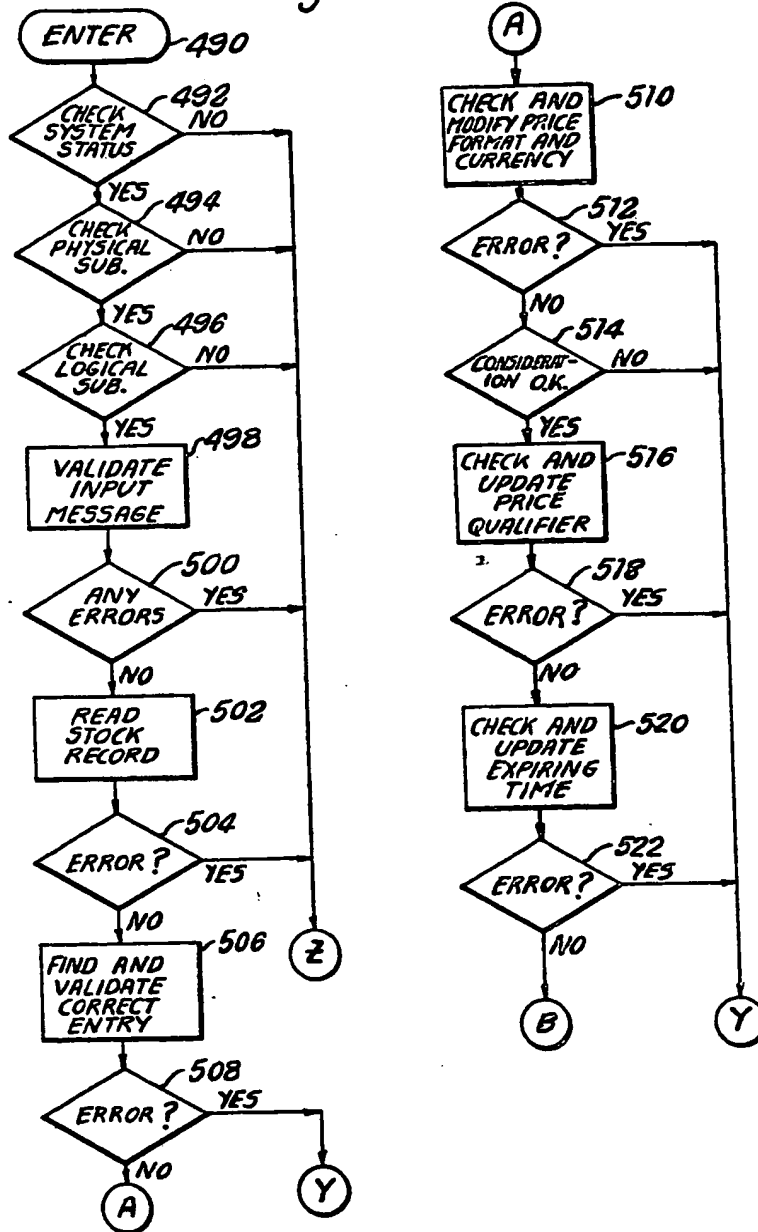 ENTER
490
492
CHECK
SYSTEM
STATUS
NO
YES
494
CHECK
PHYSICAL
SUB.
NO
YES
496
CHECK
LOGICAL
SUB.
NO
YES
498
VALIDATE
INPUT
MESSAGE
500
ANY
ERRORS
YES
NO
502
READ
STOCK
RECORD
504
ERROR?
YES
NO
Z
506
FIND AND
VALIDATE
CORRECT
ENTRY
508
ERROR?
YES
NO
Y
A
A
510
CHECK AND
MODIFY PRICE
FORMAT AND
CURRENCY
512
ERROR?
YES
NO
514
CONSIDERAT-
ION O.K.
NO
YES
516
CHECK AND
UPDATE
PRICE
QUALIFIER
518
ERROR?
YES
NO
520
CHECK AND
UPDATE
EXPIRING
TIME
522
ERROR?
YES
NO
B
Y